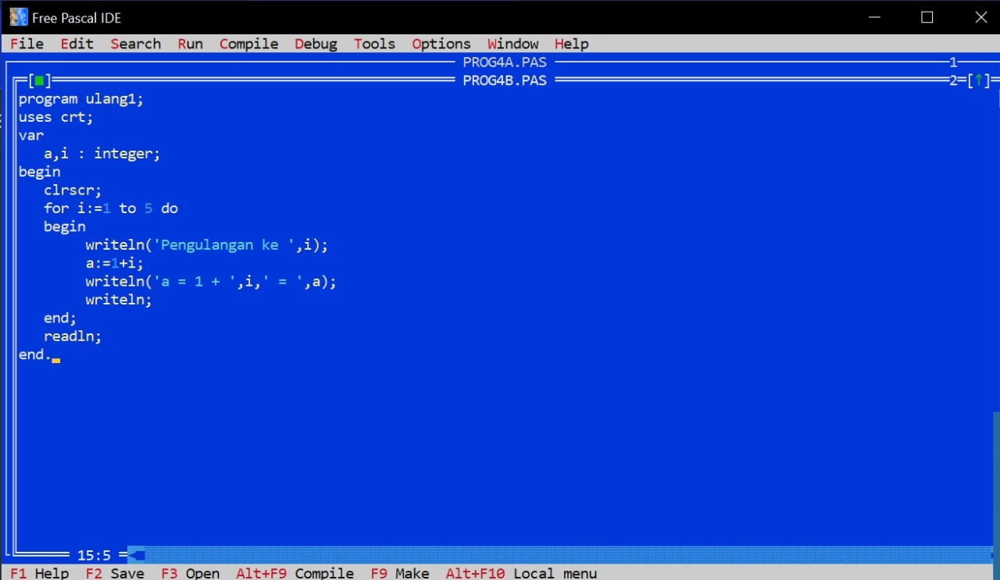 Free Pascal IDE
File Edit Search Run Compile Debug Tools Options Window Help
PROG4A.PAS 1
[■] PROG4B.PAS 2=[↑]
program ulang1;
uses crt;
var
   a,i : integer;
begin
   clrscr;
   for i:=1 to 5 do
   begin
        writeln('Pengulangan ke ',i);
        a:=1+i;
        writeln('a = 1 + ',i,' = ',a);
        writeln;
   end;
   readln;
end.
15:5
F1 Help F2 Save F3 Open Alt+F9 Compile F9 Make Alt+F10 Local menu